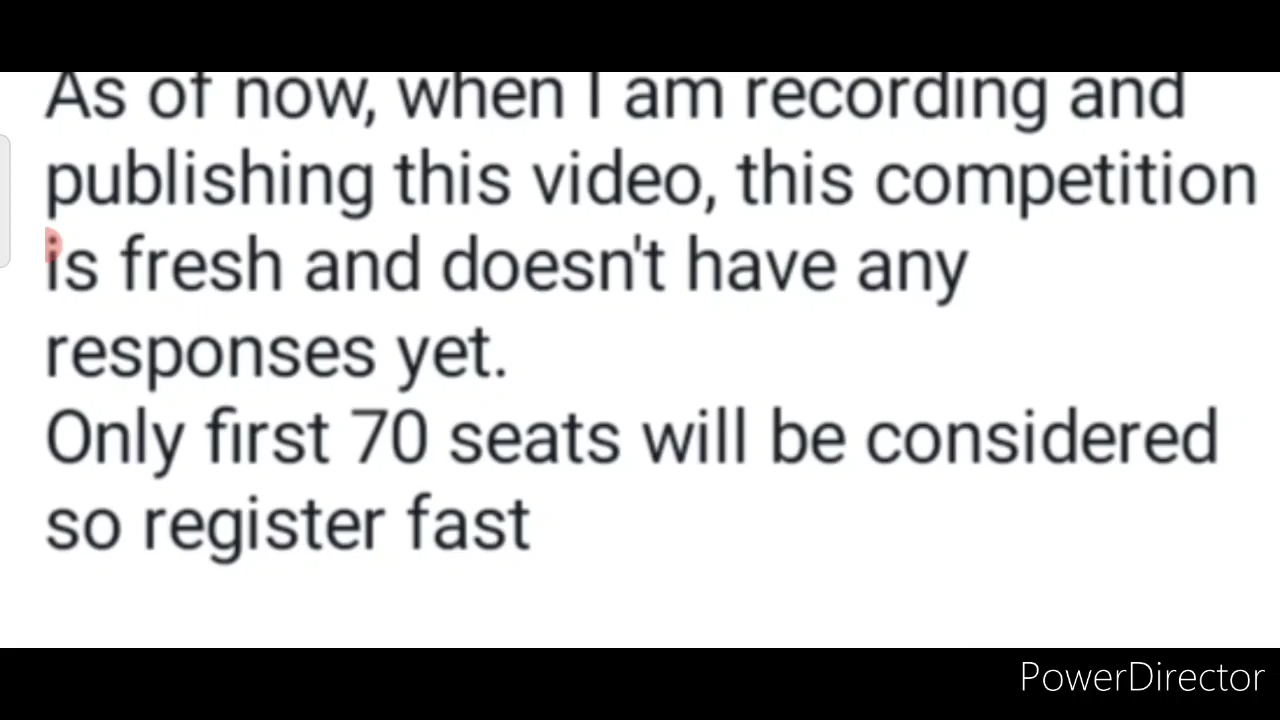 As of now, when I am recording and
publishing this video, this competition
is fresh and doesn't have any
responses yet.
Only first 70 seats will be considered
so register fast
PowerDirector